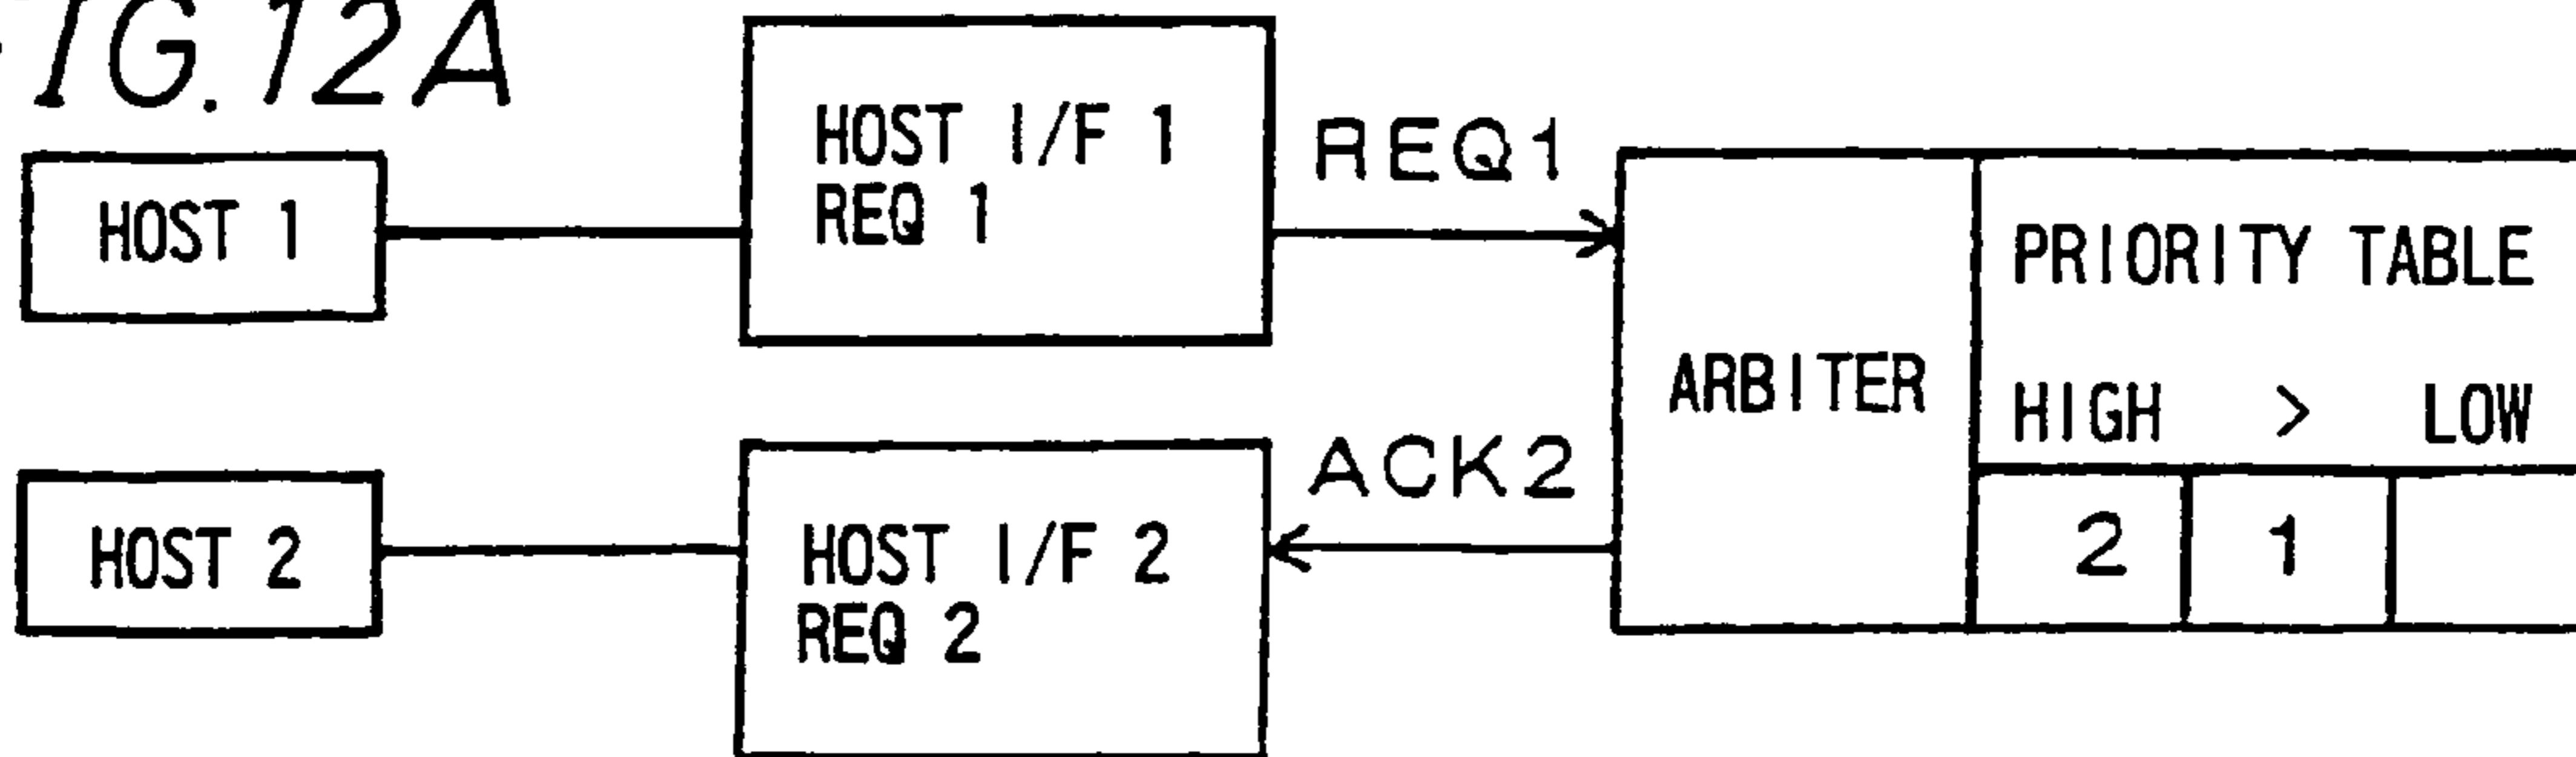 FIG. 12A
HOST 1
HOST I/F 1
REQ 1
REQ1
HOST 2
HOST I/F 2
REQ 2
ACK2
ARBITER
PRIORITY TABLE
HIGH > LOW
2 1